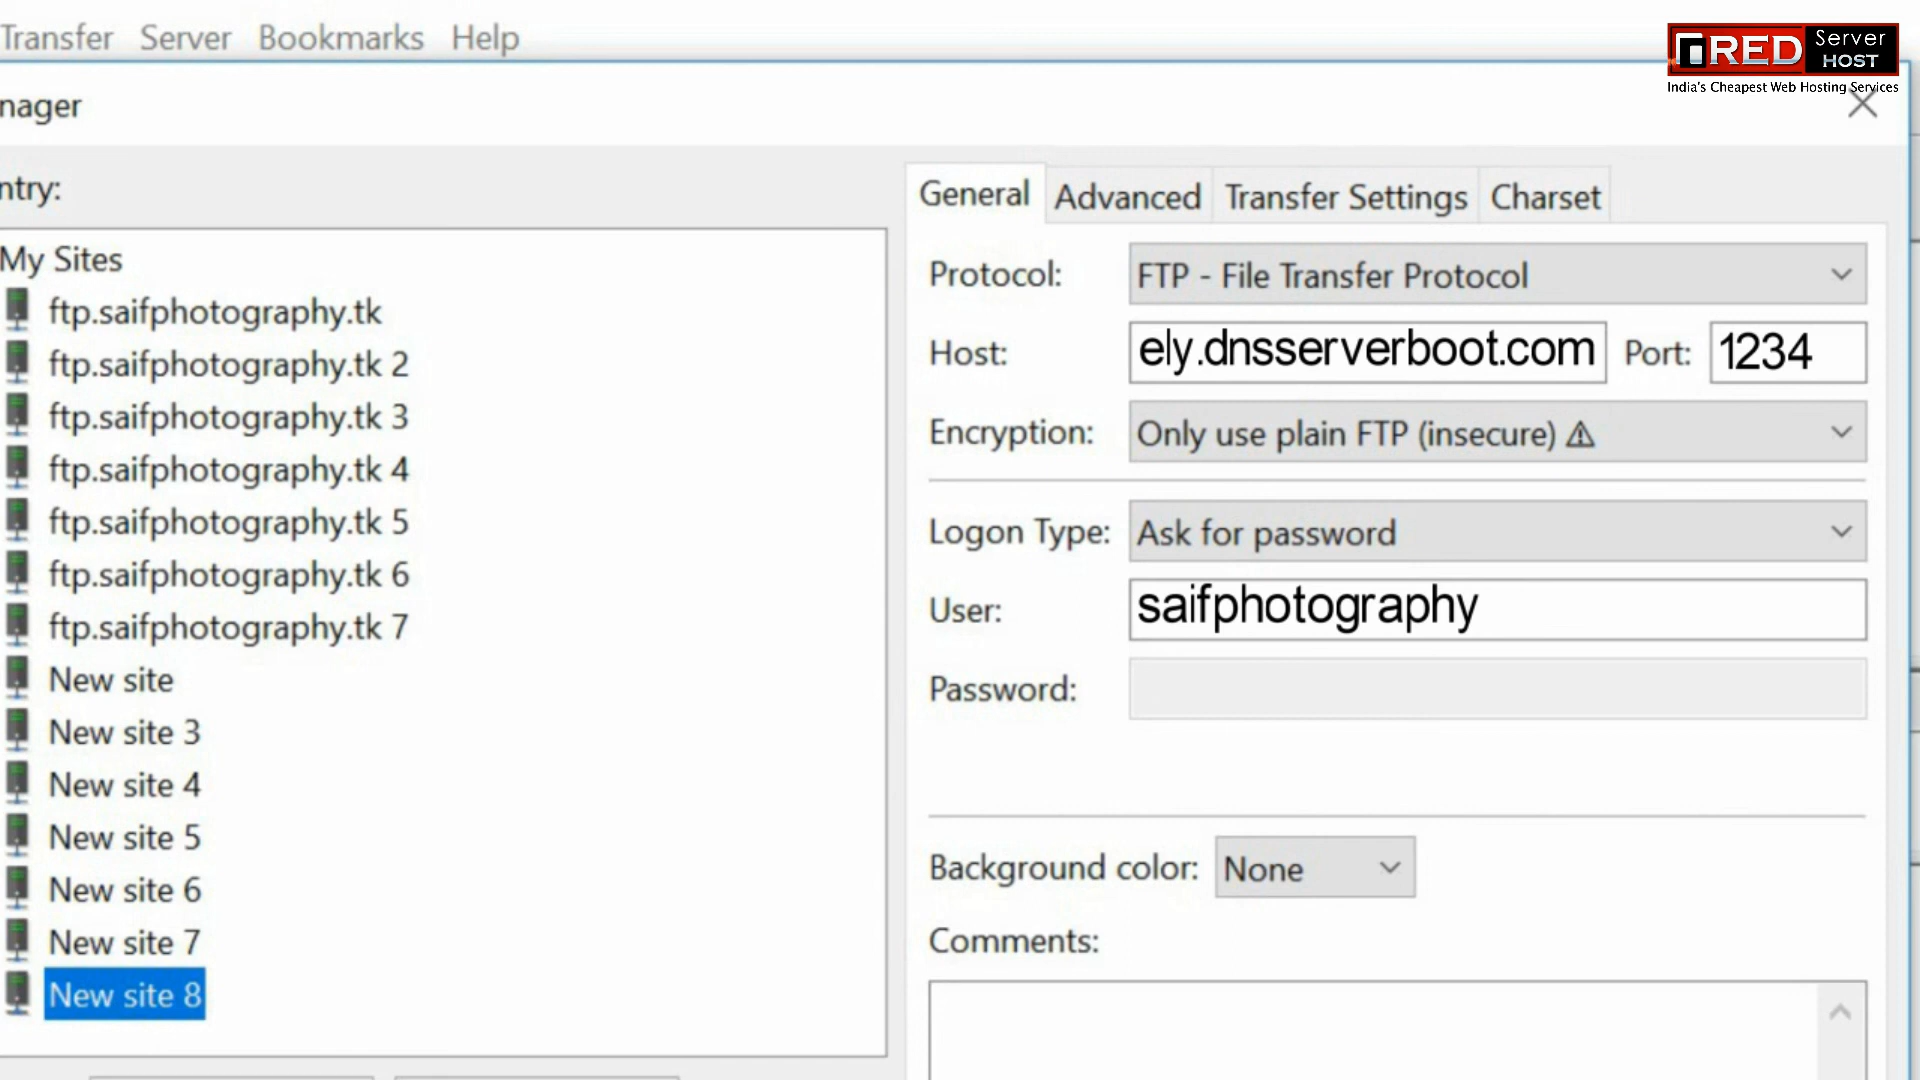 Transfer Server Bookmarks Help
RED Server HOST
India's Cheapest Web Hosting Services
nager
ntry:
My Sites
ftp.saifphotography.tk
ftp.saifphotography.tk 2
ftp.saifphotography.tk 3
ftp.saifphotography.tk 4
ftp.saifphotography.tk 5
ftp.saifphotography.tk 6
ftp.saifphotography.tk 7
New site
New site 3
New site 4
New site 5
New site 6
New site 7
New site 8
General Advanced Transfer Settings Charset
Protocol: FTP - File Transfer Protocol
Host: ely.dnsserverboot.com Port: 1234
Encryption: Only use plain FTP (insecure) ⚠
Logon Type: Ask for password
User: saifphotography
Password:
Background color: None
Comments: